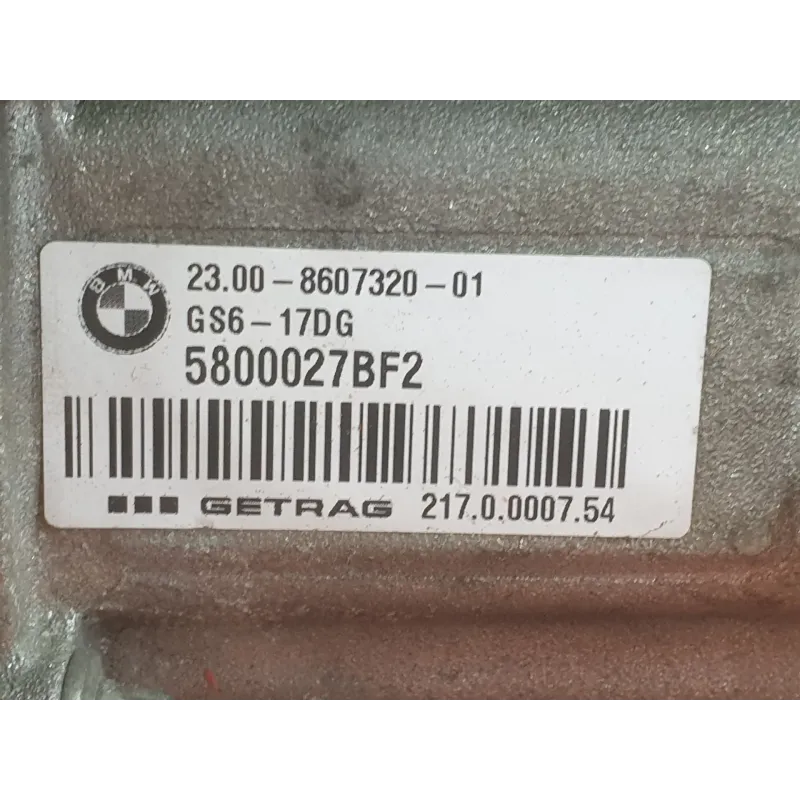 BMW
23.00-8607320-01
GS6-17DG
5800027BF2
GETRAG 217.0.0007.54